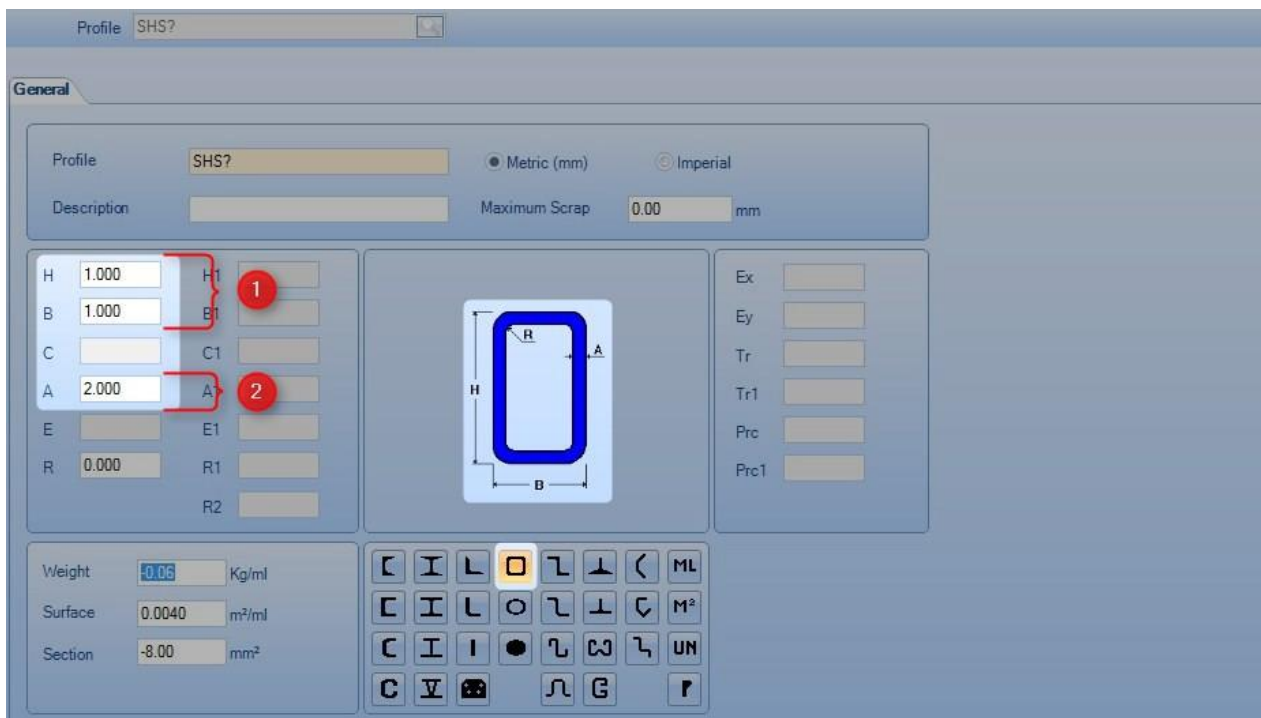 Profile SHS?
General
Profile SHS? Metric (mm) Imperial
Description Maximum Scrap 0.00 mm
H 1.000 H1
B 1.000 B1
C C1
A 2.000 A1
E E1
R 0.000 R1
R2
1
2
R
A
H
B
Ex
Ey
Tr
Tr1
Prc
Prc1
Weight -0.06 Kg/ml
Surface 0.0040 m²/ml
Section -8.00 mm²
ML
M²
UN